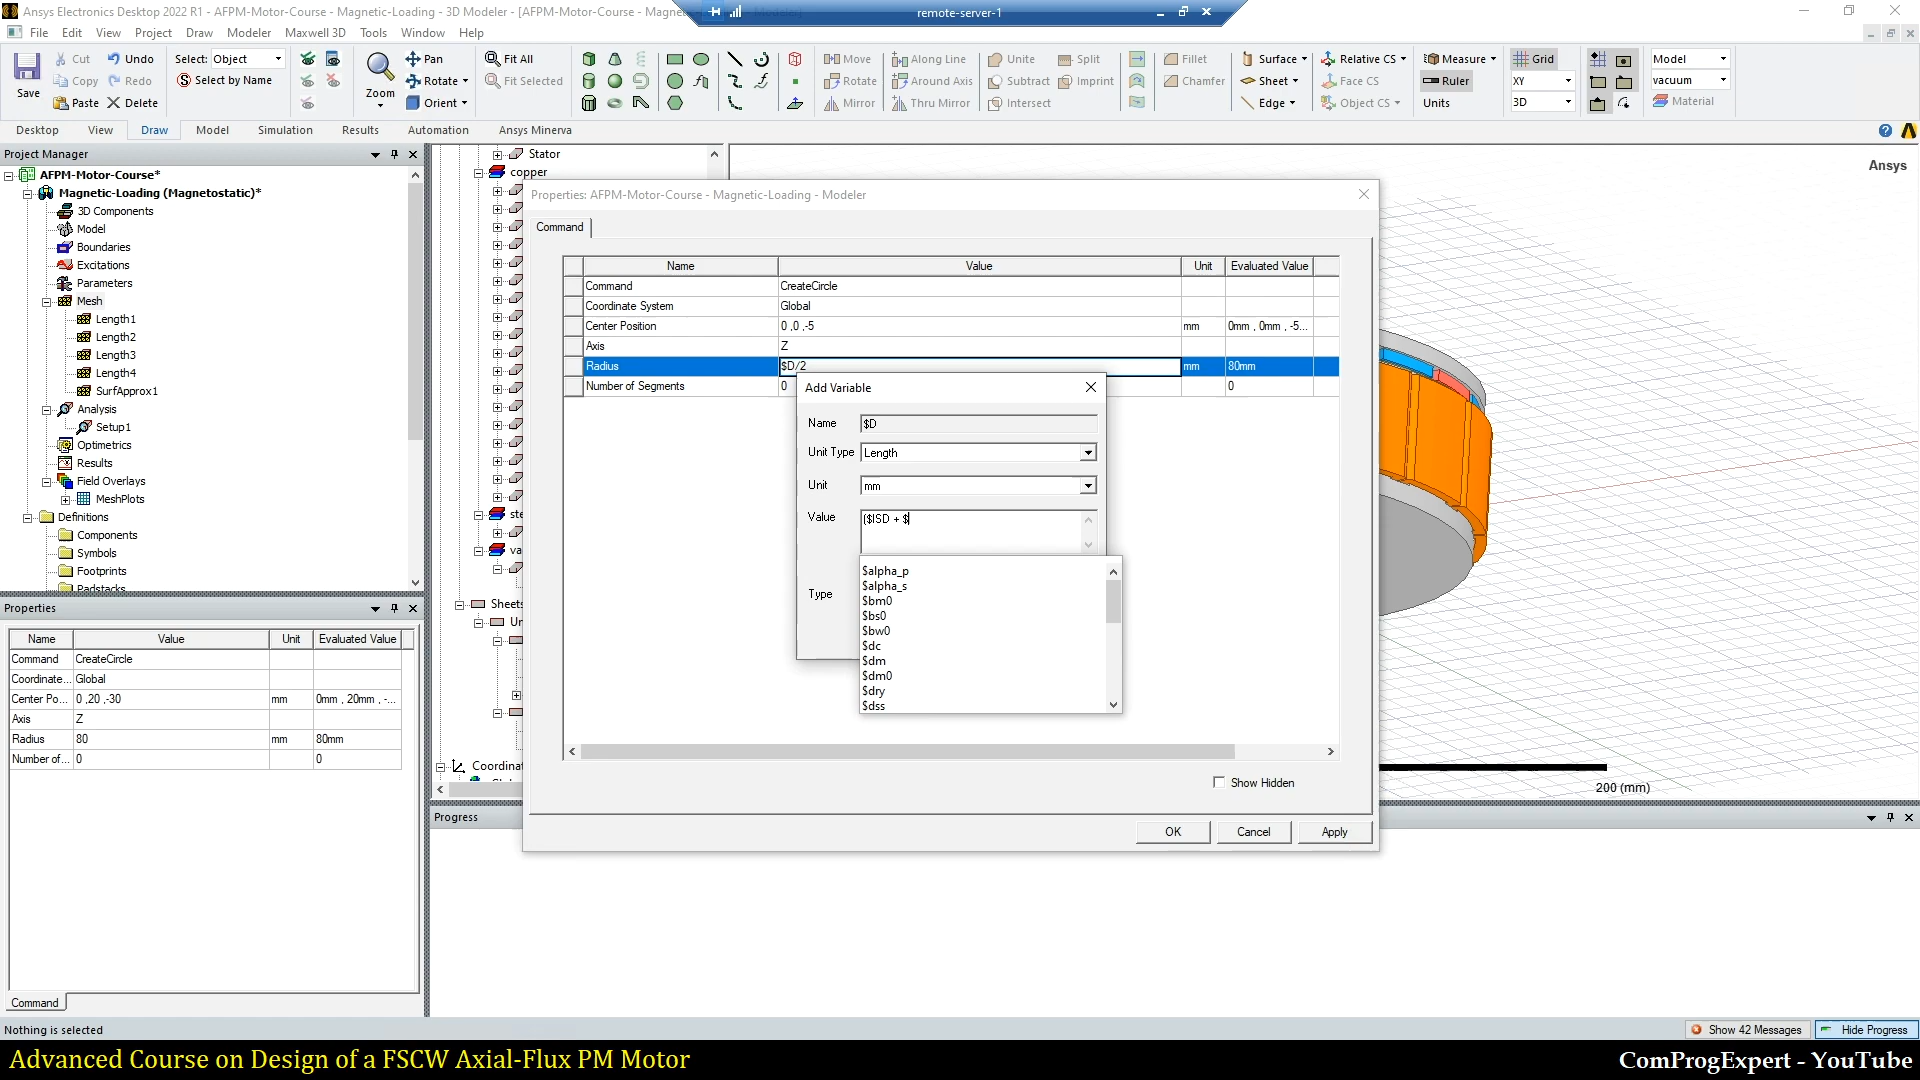 Ansys Electronics Desktop 2022 R1 - AFPM-Motor-Course - Magnetic-Loading - 3D Modeler - [AFPM-Motor-Course - Magne
remote-server-1
File Edit View Project Draw Modeler Maxwell 3D Tools Window Help
Save
Cut
Copy
Paste
Undo
Redo
Delete
Select: Object
Select by Name
Zoom
Pan
Rotate
Orient
Fit All
Fit Selected
Move
Rotate
Mirror
Along Line
Around Axis
Thru Mirror
Unite
Subtract
Intersect
Split
Imprint
Fillet
Chamfer
Surface
Sheet
Edge
Relative CS
Face CS
Object CS
Measure
Ruler
Units
Grid
XY
3D
Model
vacuum
Material
Desktop View Draw Model Simulation Results Automation Ansys Minerva
Project Manager
AFPM-Motor-Course*
Magnetic-Loading (Magnetostatic)*
3D Components
Model
Boundaries
Excitations
Parameters
Mesh
Length1
Length2
Length3
Length4
SurfApprox1
Analysis
Setup1
Optimetrics
Results
Field Overlays
MeshPlots
Definitions
Components
Symbols
Footprints
Padstacks
Properties
Name Value Unit Evaluated Value
Command CreateCircle
Coordinate... Global
Center Po... 0 ,20 ,-30 mm 0mm , 20mm , -...
Axis Z
Radius 80 mm 80mm
Number of... 0 0
Command
Stator
copper
ste
va
Sheets
Un
Coordinat
Properties: AFPM-Motor-Course - Magnetic-Loading - Modeler
Command
Name Value Unit Evaluated Value
Command CreateCircle
Coordinate System Global
Center Position 0 ,0 ,-5 mm 0mm , 0mm , -5...
Axis Z
Radius $D/2 mm 80mm
Number of Segments 0 0
Add Variable
Name $D
Unit Type Length
Unit mm
Value ($ISD + $
Type
$alpha_p
$alpha_s
$bm0
$bs0
$bw0
$dc
$dm
$dm0
$dry
$dss
Show Hidden
OK Cancel Apply
Ansys
200 (mm)
Progress
Nothing is selected
Show 42 Messages
Hide Progress
Advanced Course on Design of a FSCW Axial-Flux PM Motor
ComProgExpert - YouTube